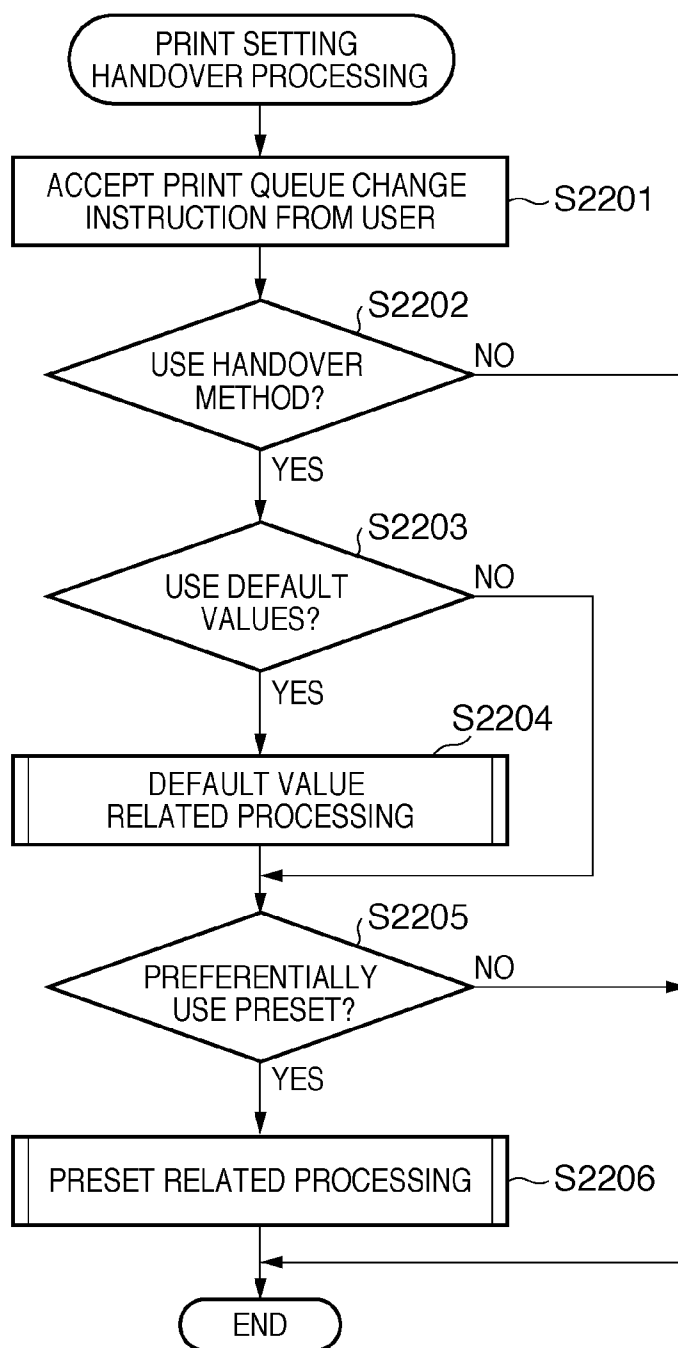 PRINT SETTING
HANDOVER PROCESSING
ACCEPT PRINT QUEUE CHANGE
INSTRUCTION FROM USER
S2201
S2202
USE HANDOVER
METHOD?
NO
YES
S2203
USE DEFAULT
VALUES?
NO
YES
S2204
DEFAULT VALUE
RELATED PROCESSING
S2205
PREFERENTIALLY
USE PRESET?
NO
YES
PRESET RELATED PROCESSING
S2206
END